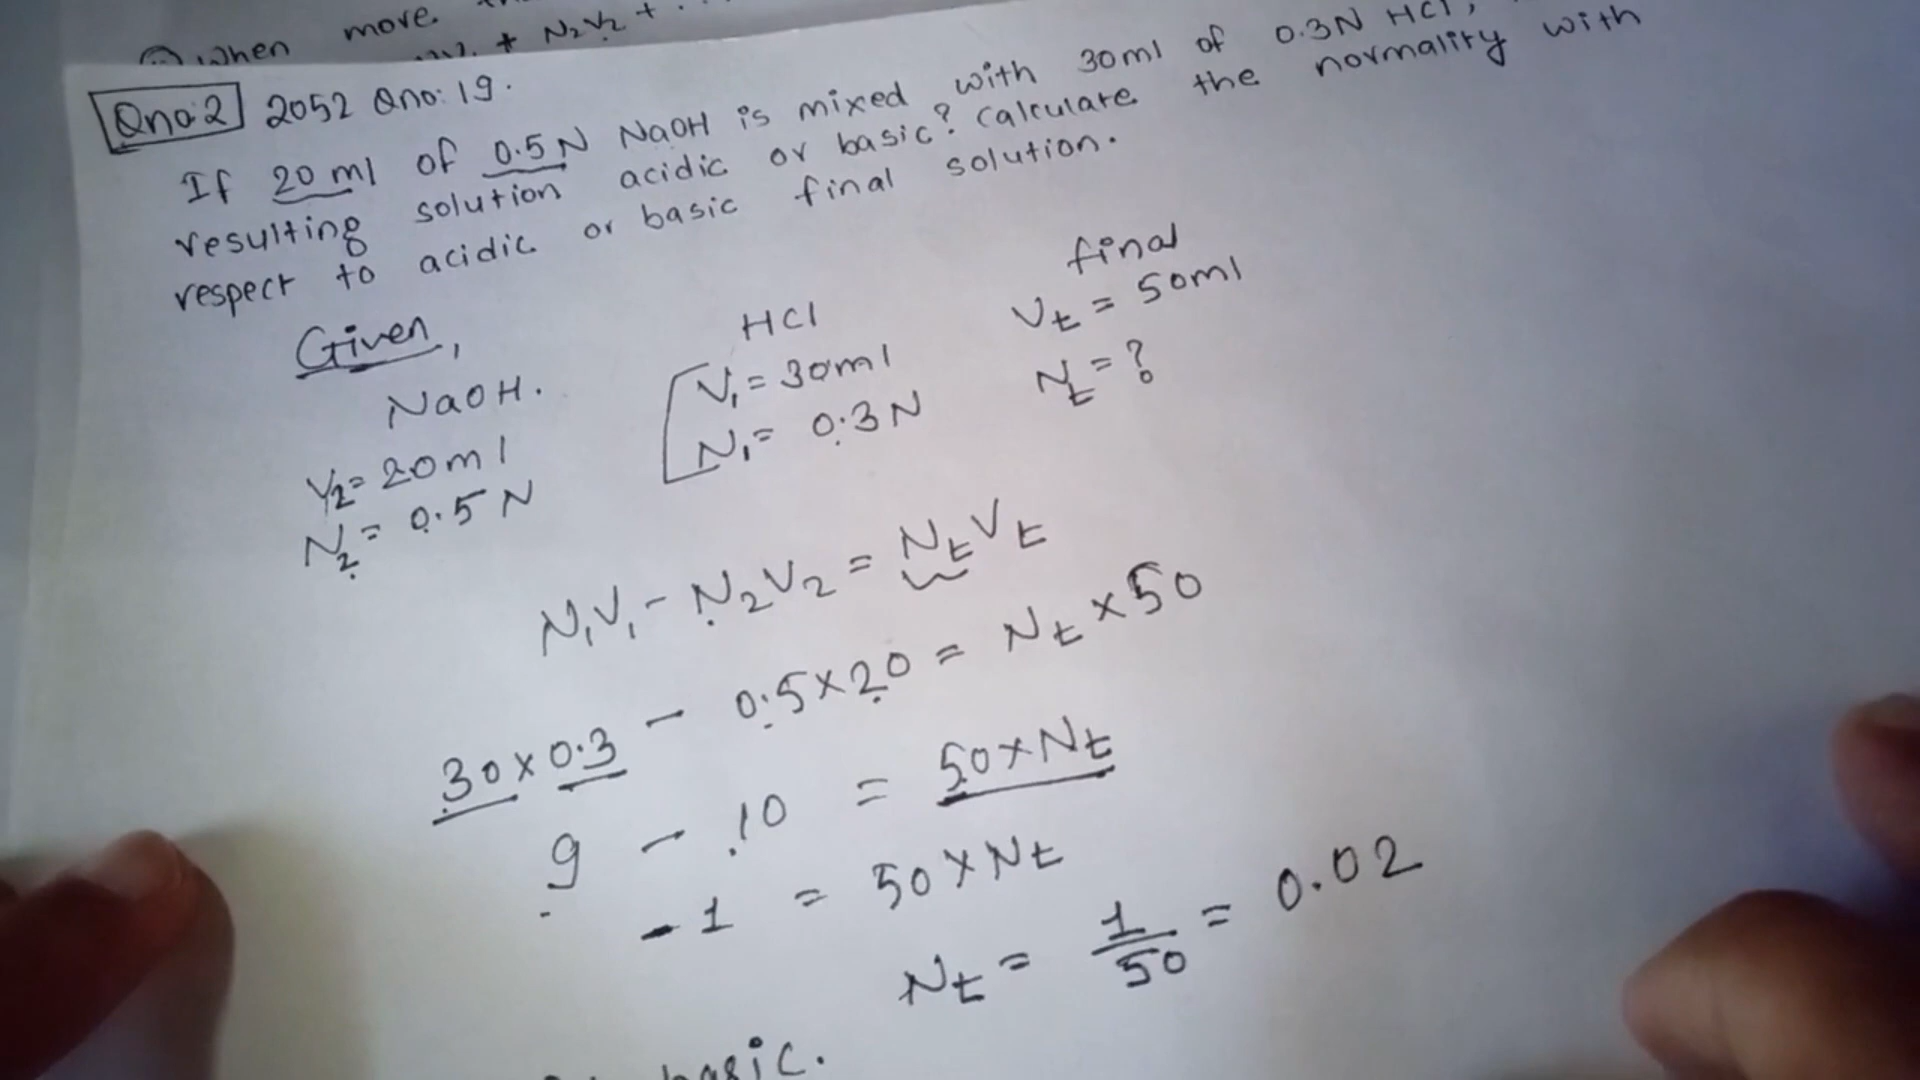 When more
+ N₂V₂ +
Qno:2 2052 Qno: 19.
If 20 ml of 0.5N NaOH is mixed with 30ml of 0.3N HCl,
resulting solution acidic or basic? Calculate the normality with
respect to acidic or basic final solution.
Given,
NaOH.
V₂= 20ml
N₂= 0.5 N
HCl
V₁= 30ml
N₁= 0.3N
final
Vt = 50ml
Nt = ?
N₁V₁ - N₂V₂ = NtVt
30×0.3 - 0.5×20 = Nt×50
9 - 10 = 50×Nt
-1 = 50×Nt
Nt = 1/50 = 0.02
basic.